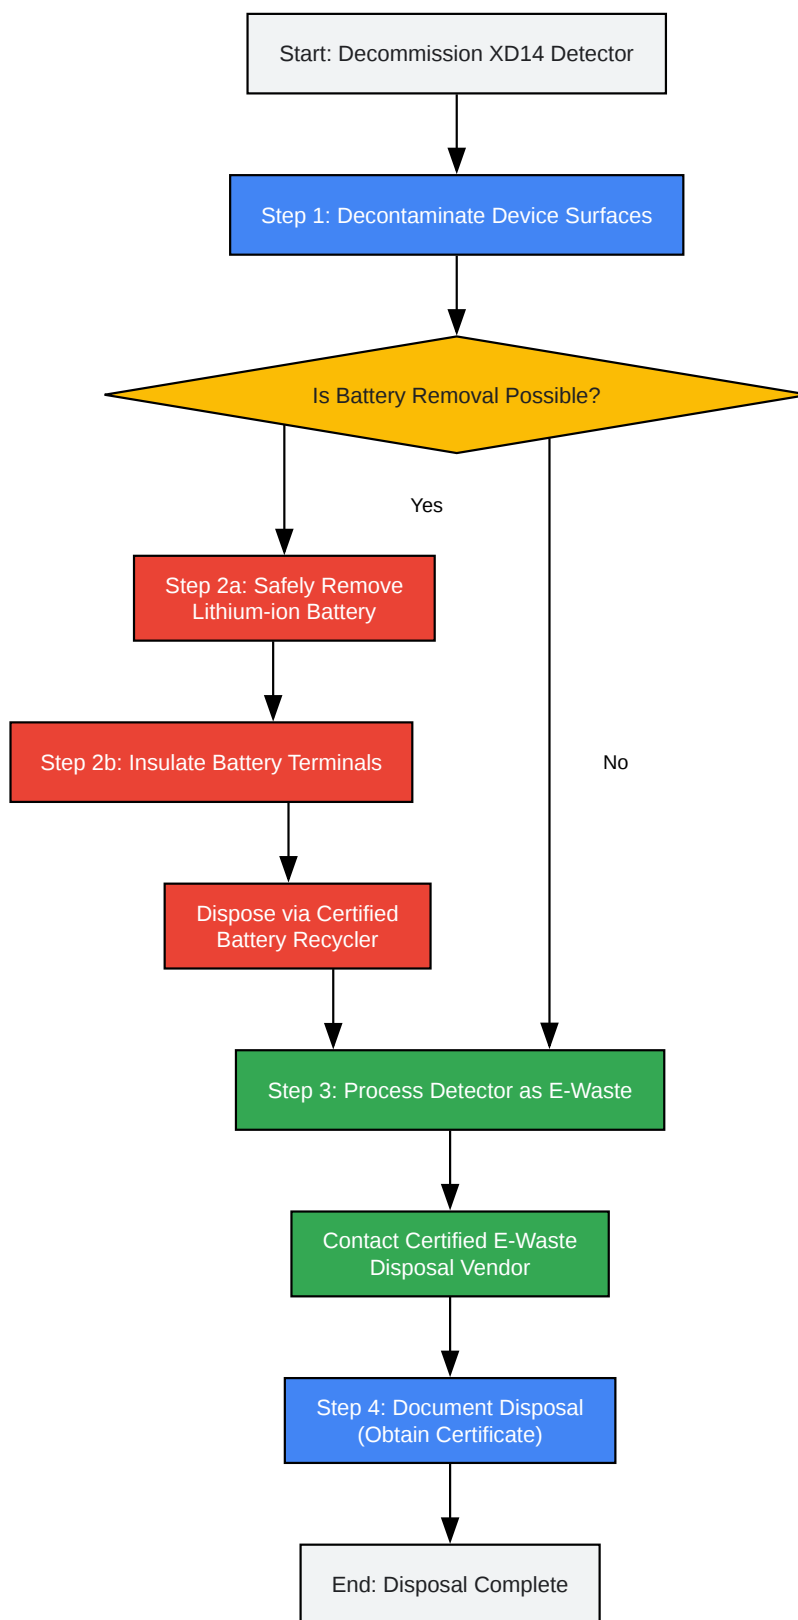 Start: Decommission XD14 Detector
Step 1: Decontaminate Device Surfaces
Is Battery Removal Possible?
Yes
Step 2a: Safely Remove
Lithium-ion Battery
Step 2b: Insulate Battery Terminals
No
Dispose via Certified
Battery Recycler
Step 3: Process Detector as E-Waste
Contact Certified E-Waste
Disposal Vendor
Step 4: Document Disposal
(Obtain Certificate)
End: Disposal Complete